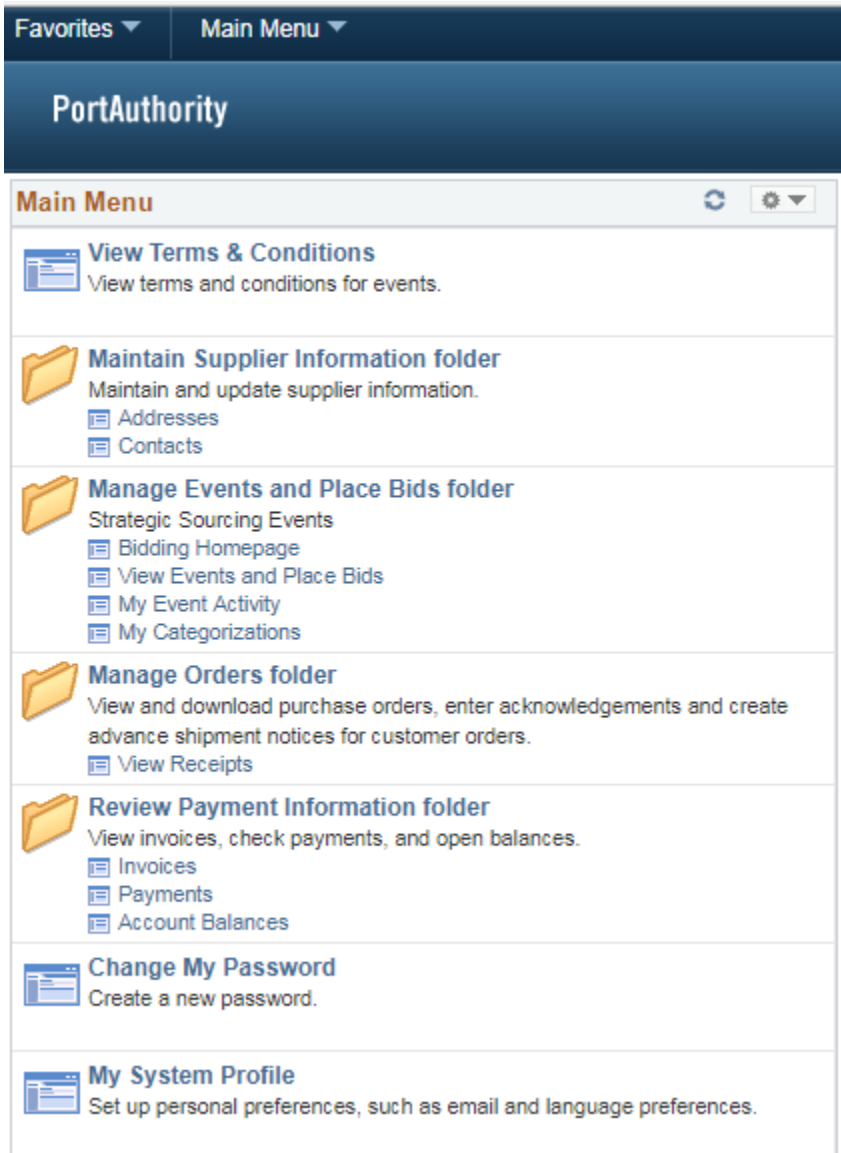 Favorites Main Menu
PortAuthority
Main Menu
View Terms & Conditions
View terms and conditions for events.
Maintain Supplier Information folder
Maintain and update supplier information.
Addresses
Contacts
Manage Events and Place Bids folder
Strategic Sourcing Events
Bidding Homepage
View Events and Place Bids
My Event Activity
My Categorizations
Manage Orders folder
View and download purchase orders, enter acknowledgements and create
advance shipment notices for customer orders.
View Receipts
Review Payment Information folder
View invoices, check payments, and open balances.
Invoices
Payments
Account Balances
Change My Password
Create a new password.
My System Profile
Set up personal preferences, such as email and language preferences.